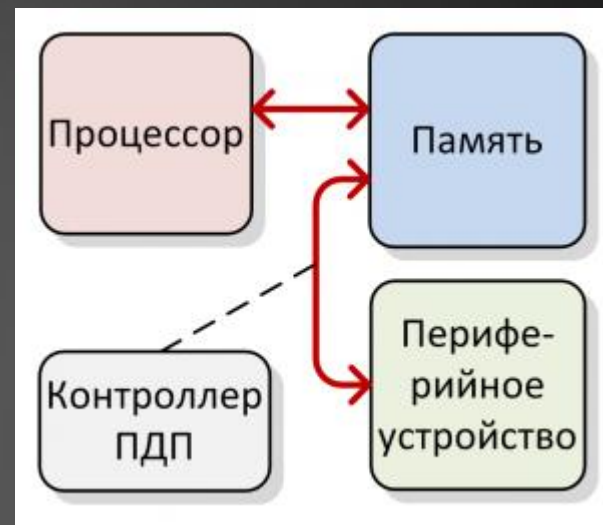 Процессор
Память
Перифе-
рийное
устройство
Контроллер
ПДП